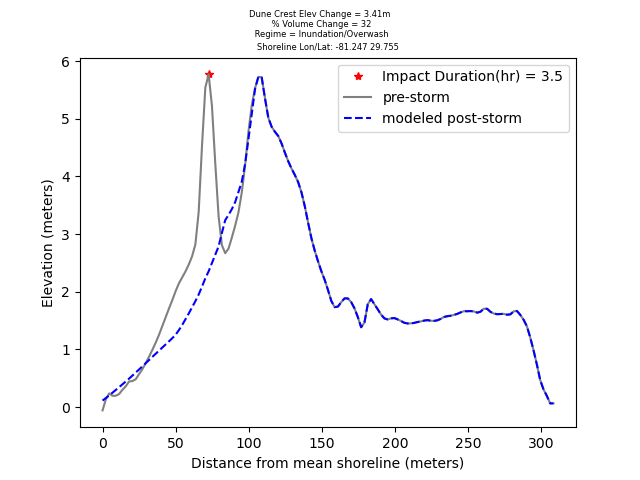 Dune Crest Elev Change = 3.41m
% Volume Change = 32
Regime = Inundation/Overwash
Shoreline Lon/Lat: -81.247 29.755
Impact Duration(hr) = 3.5
pre-storm
modeled post-storm
6
5
4
3
2
1
0
Elevation (meters)
0 50 100 150 200 250 300
Distance from mean shoreline (meters)